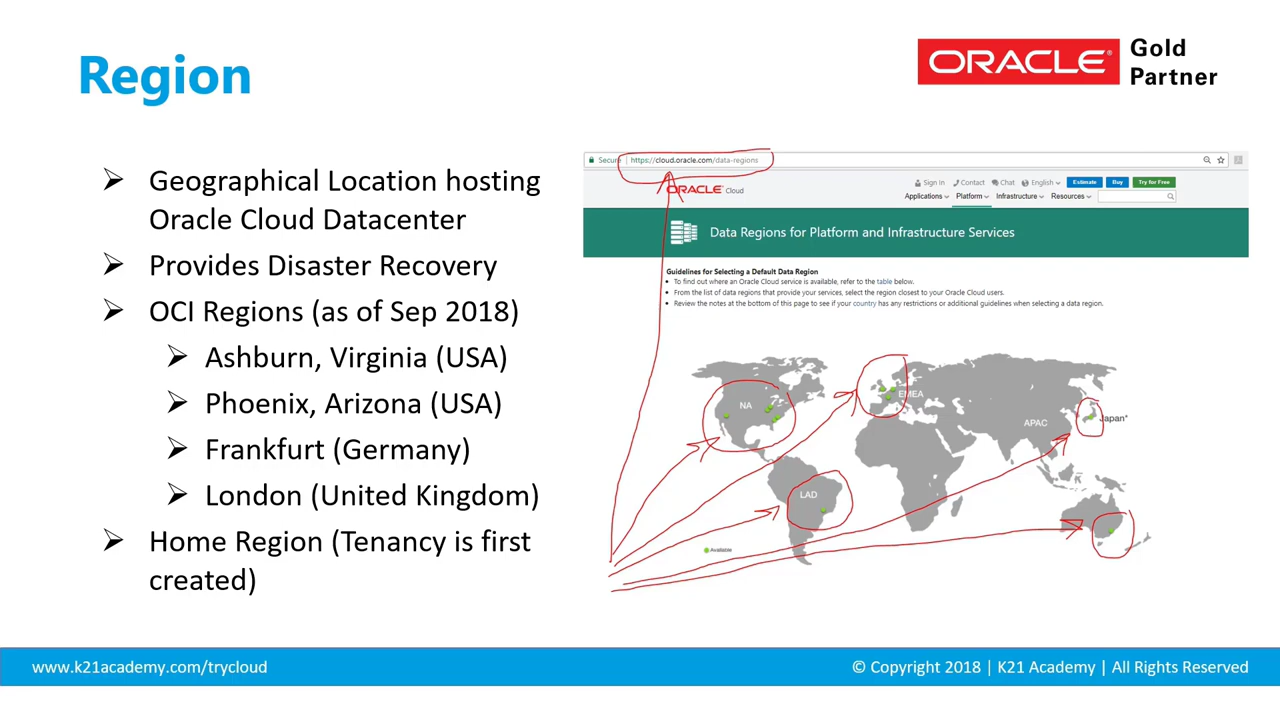 Region
ORACLE®
Gold
Partner
Geographical Location hosting
Oracle Cloud Datacenter
Provides Disaster Recovery
OCI Regions (as of Sep 2018)
Ashburn, Virginia (USA)
Phoenix, Arizona (USA)
Frankfurt (Germany)
London (United Kingdom)
Home Region (Tenancy is first
created)
Secure https://cloud.oracle.com/data-regions
ORACLE Cloud
Sign In Contact Chat English Estimate Buy Try for Free
Applications Platform Infrastructure Resources
Data Regions for Platform and Infrastructure Services
Guidelines for Selecting a Default Data Region
To find out where an Oracle Cloud service is available, refer to the table below.
From the list of data regions that provide your services, select the region closest to your Oracle Cloud users.
Review the notes at the bottom of this page to see if your country has any restrictions or additional guidelines when selecting a data region.
NA
EMEA
APAC
Japan*
LAD
Available
www.k21academy.com/trycloud
© Copyright 2018 | K21 Academy | All Rights Reserved